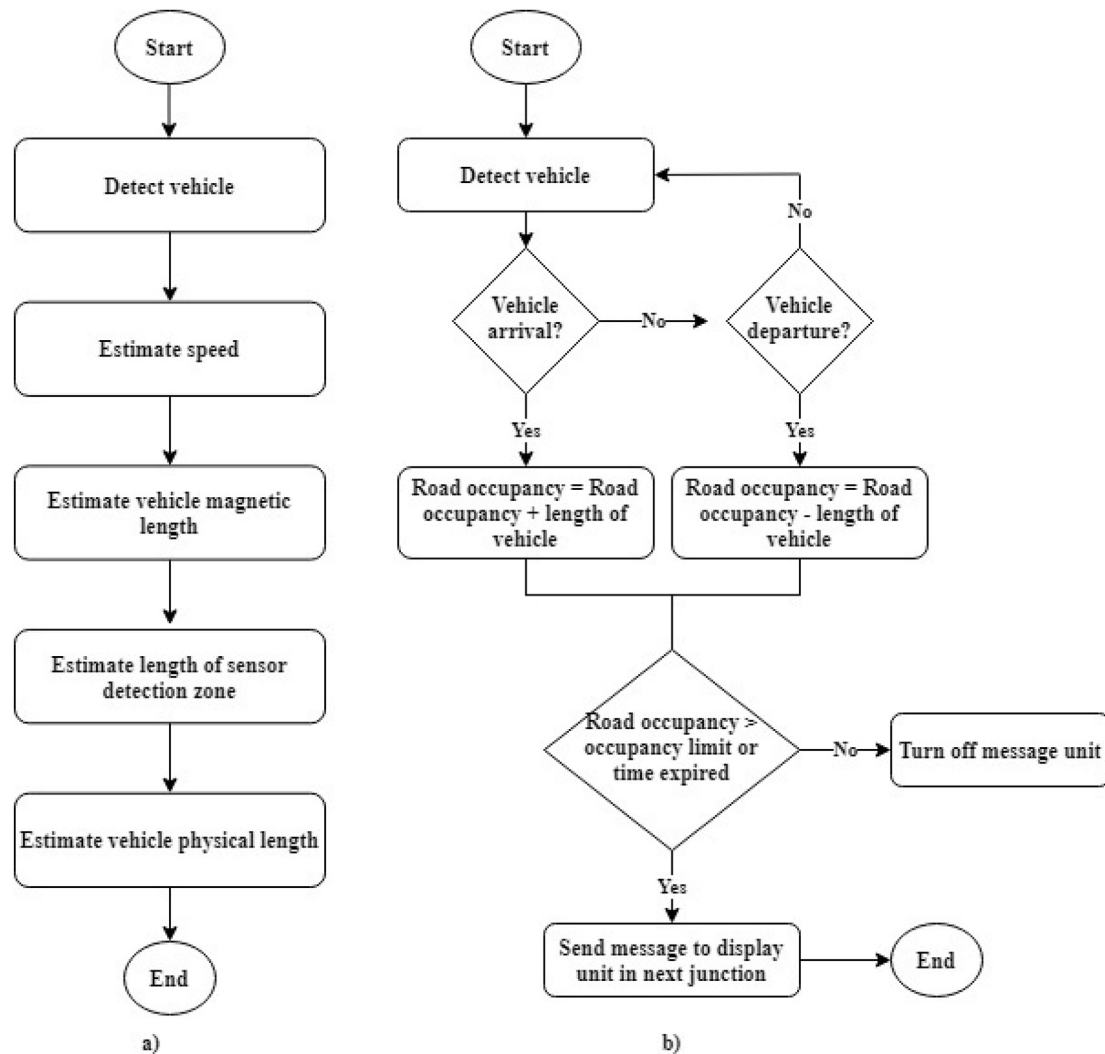 Start
Detect vehicle
Estimate speed
Estimate vehicle magnetic
length
Estimate length of sensor
detection zone
Estimate vehicle physical length
End
a)
Start
Detect vehicle
No
Vehicle
arrival?
No
Vehicle
departure?
Yes
Yes
Road occupancy = Road
occupancy + length of
vehicle
Road occupancy = Road
occupancy - length of
vehicle
Road occupancy >
occupancy limit or
time expired
No
Turn off message unit
Yes
Send message to display
unit in next junction
End
b)